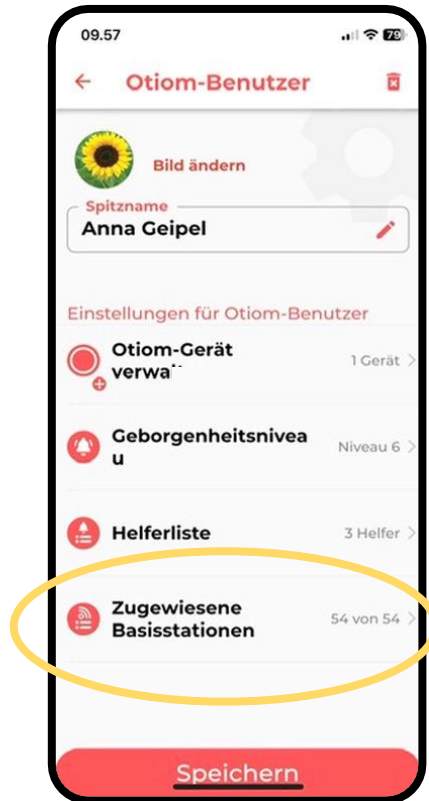 09.57
79
Otiom-Benutzer
Bild ändern
Spitzname
Anna Geipel
Einstellungen für Otiom-Benutzer
Otiom-Gerät
1 Gerät
Geborgenheitsnivea
u
Niveau 6
Helferliste
3 Helfer
Zugewiesene
Basisstationen
54 von 54
Speichern